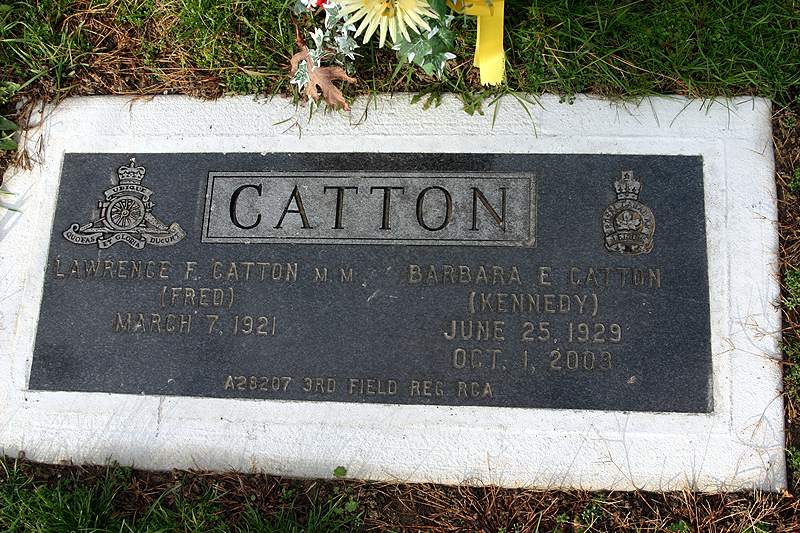 UBIQUE
QUO FAS ET GLORIA DUCUNT
CATTON
LAWRENCE F. CATTON M.M.
(FRED)
MARCH 7, 1921
BARBARA E. CATTON
(KENNEDY)
JUNE 25, 1929
OCT. 1, 2003
A28207 3RD FIELD REG. RCA